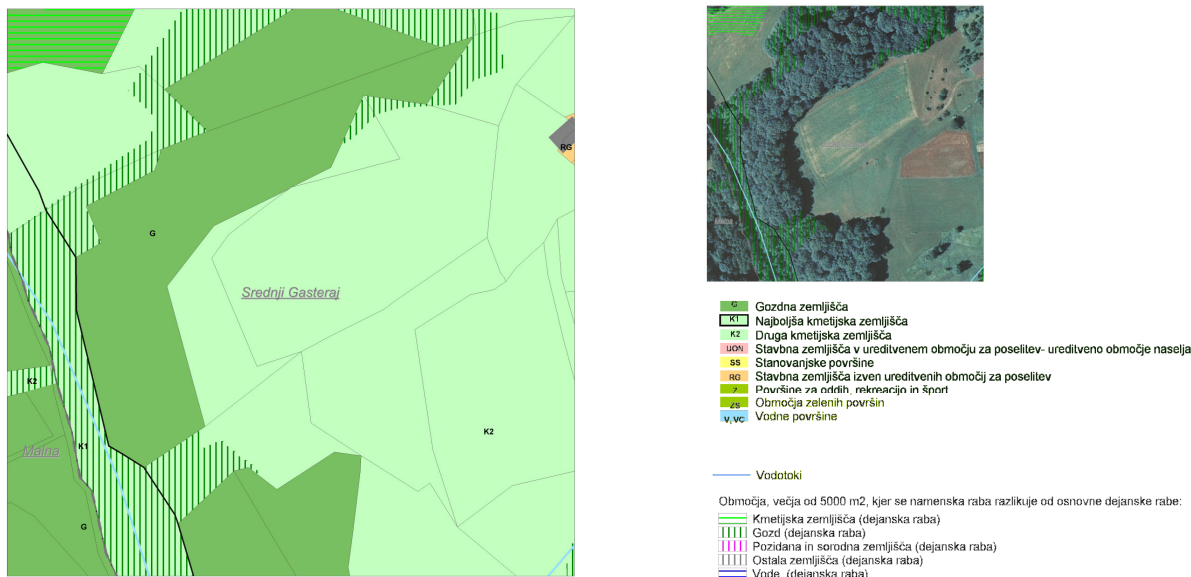 RG
G
Srednji Gasteraj
K2
K2
Malna
K1
G
G Gozdna zemljišča
K1 Najboljša kmetijska zemljišča
K2 Druga kmetijska zemljišča
UON Stavbna zemljišča v ureditvenem območju za poselitev- ureditveno območje naselja
SS Stanovanjske površine
RG Stavbna zemljišča izven ureditvenih območij za poselitev
Z Površine za oddih, rekreacijo in šport
ZS Območja zelenih površin
V, VC Vodne površine
Vodotoki
Območja, večja od 5000 m2, kjer se namenska raba razlikuje od osnovne dejanske rabe:
Kmetijska zemljišča (dejanska raba)
Gozd (dejanska raba)
Pozidana in sorodna zemljišča (dejanska raba)
Ostala zemljišča (dejanska raba)
Vode (dejanska raba)